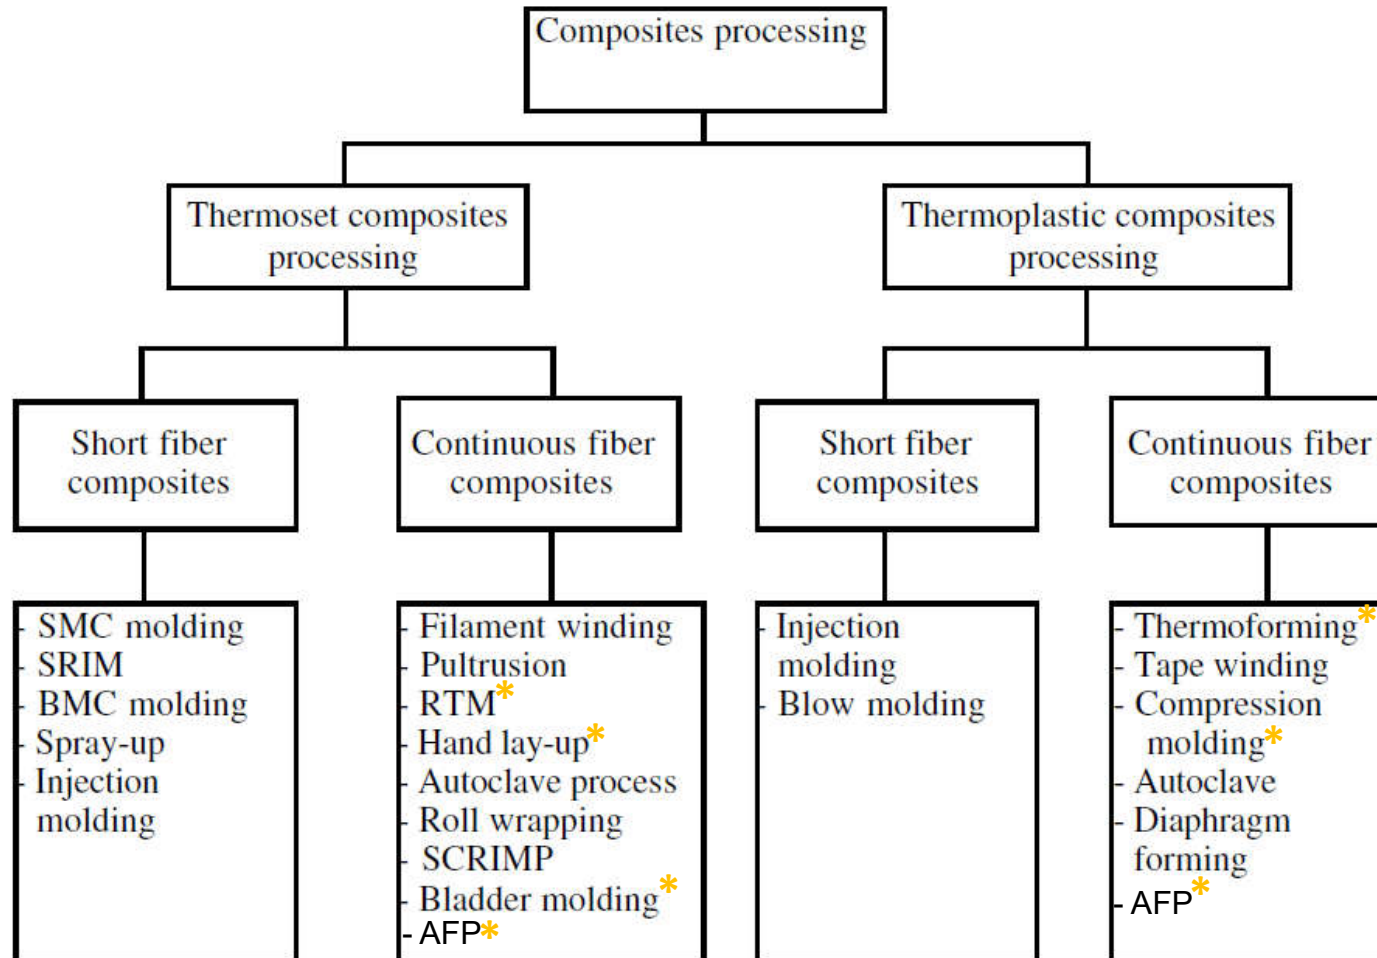 Composites processing
Thermoset composites
processing
Thermoplastic composites
processing
Short fiber
composites
Continuous fiber
composites
Short fiber
composites
Continuous fiber
composites
- SMC molding
- SRIM
- BMC molding
- Spray-up
- Injection
molding
- Filament winding
- Pultrusion
- RTM*
- Hand lay-up*
- Autoclave process
- Roll wrapping
- SCRIMP
- Bladder molding*
- AFP*
- Injection
molding
- Blow molding
- Thermoforming*
- Tape winding
- Compression
molding*
- Autoclave
- Diaphragm
forming
- AFP*